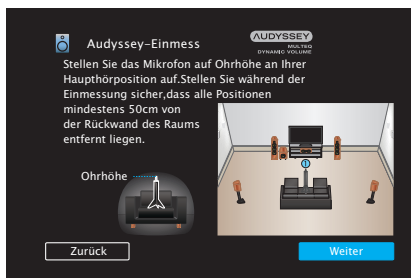 Audyssey-Einmess
AUDYSSEY
MULTEQ
DYNAMIC VOLUME
Stellen Sie das Mikrofon auf Ohrhöhe an Ihrer
Haupthörposition auf.Stellen Sie während der
Einmessung sicher,dass alle Positionen
mindestens 50cm von
der Rückwand des Raums
entfernt liegen.
Ohrhöhe
1
Zurück
Weiter